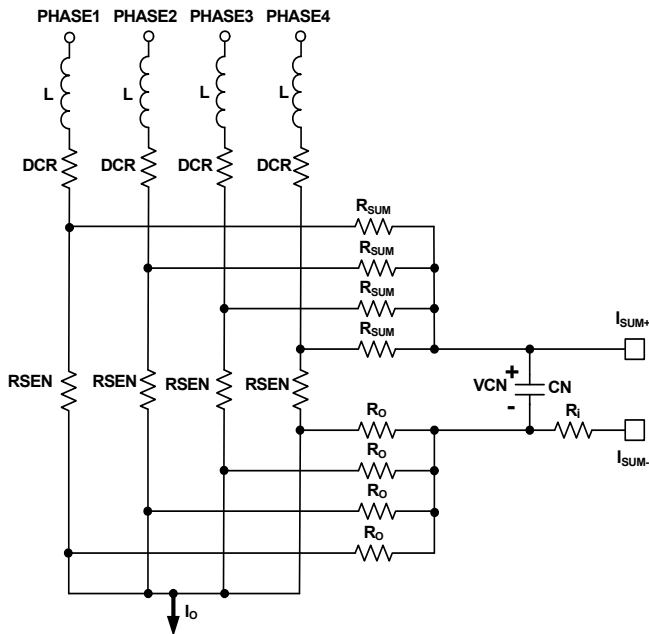 PHASE1 PHASE2 PHASE3 PHASE4
L L L L
DCR DCR DCR DCR
RSUM
RSUM
RSUM
RSUM
ISUM+
RSEN RSEN RSEN RSEN
+
VCN CN
-
RO
Ri
RO
ISUM-
RO
RO
IO